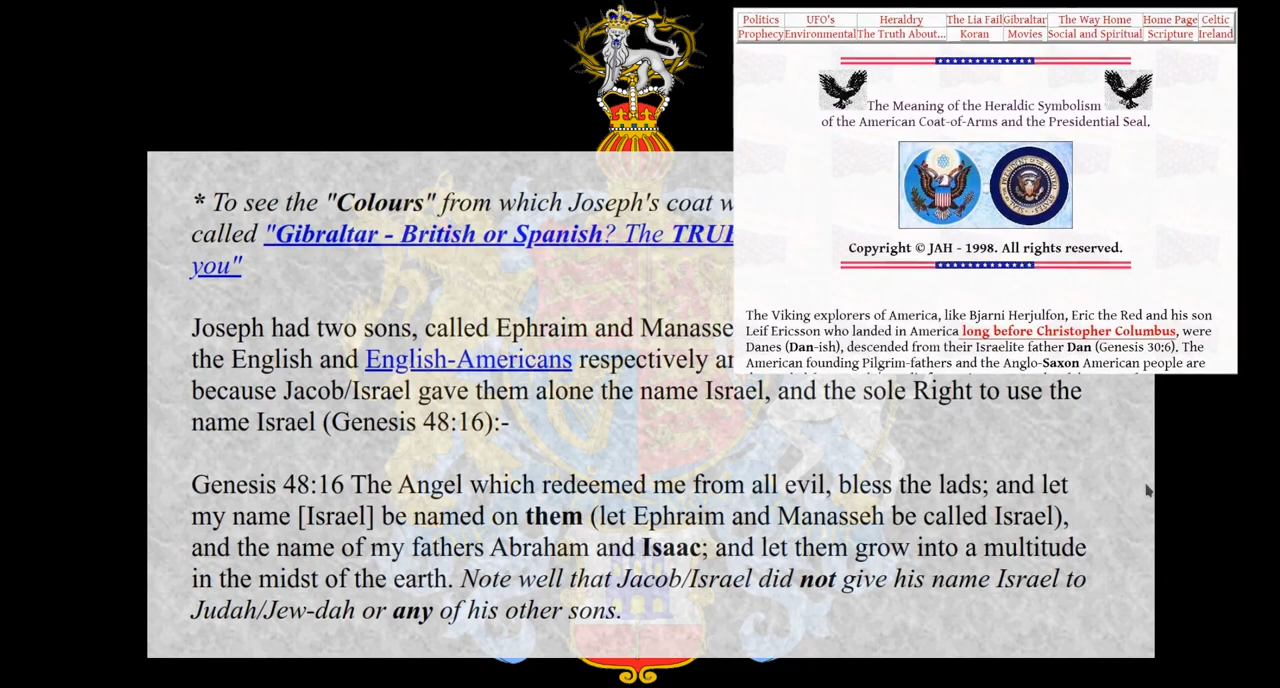 Politics UFO's Heraldry The Lia Fail Gibraltar The Way Home Home Page Celtic
Prophecy Environmental The Truth About... Koran Movies Social and Spiritual Scripture Ireland
The Meaning of the Heraldic Symbolism
of the American Coat-of-Arms and the Presidential Seal.
Copyright © JAH - 1998. All rights reserved.
The Viking explorers of America, like Bjarni Herjulfon, Eric the Red and his son
Leif Ericsson who landed in America long before Christopher Columbus, were
Danes (Dan-ish), descended from their Israelite father Dan (Genesis 30:6). The
American founding Pilgrim-fathers and the Anglo-Saxon American people are
* To see the "Colours" from which Joseph's coat w
called "Gibraltar - British or Spanish? The TRUE
you"
Joseph had two sons, called Ephraim and Manasse
the English and English-Americans respectively an
because Jacob/Israel gave them alone the name Israel, and the sole Right to use the
name Israel (Genesis 48:16):-
Genesis 48:16 The Angel which redeemed me from all evil, bless the lads; and let
my name [Israel] be named on them (let Ephraim and Manasseh be called Israel),
and the name of my fathers Abraham and Isaac; and let them grow into a multitude
in the midst of the earth. Note well that Jacob/Israel did not give his name Israel to
Judah/Jew-dah or any of his other sons.